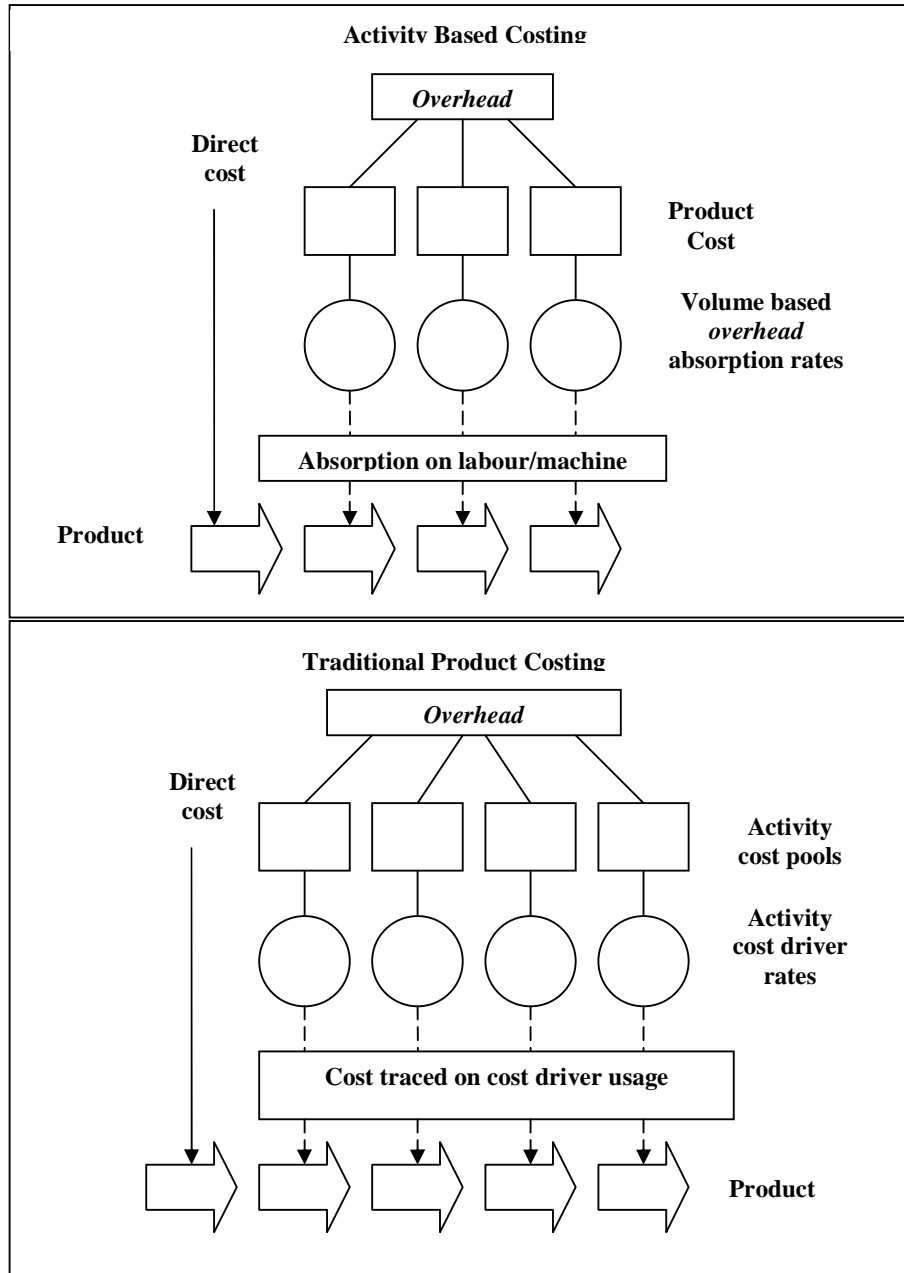 Activity Based Costing
Overhead
Direct
cost
Product
Cost
Volume based
overhead
absorption rates
Absorption on labour/machine
Product
Traditional Product Costing
Overhead
Direct
cost
Activity
cost pools
Activity
cost driver
rates
Cost traced on cost driver usage
Product